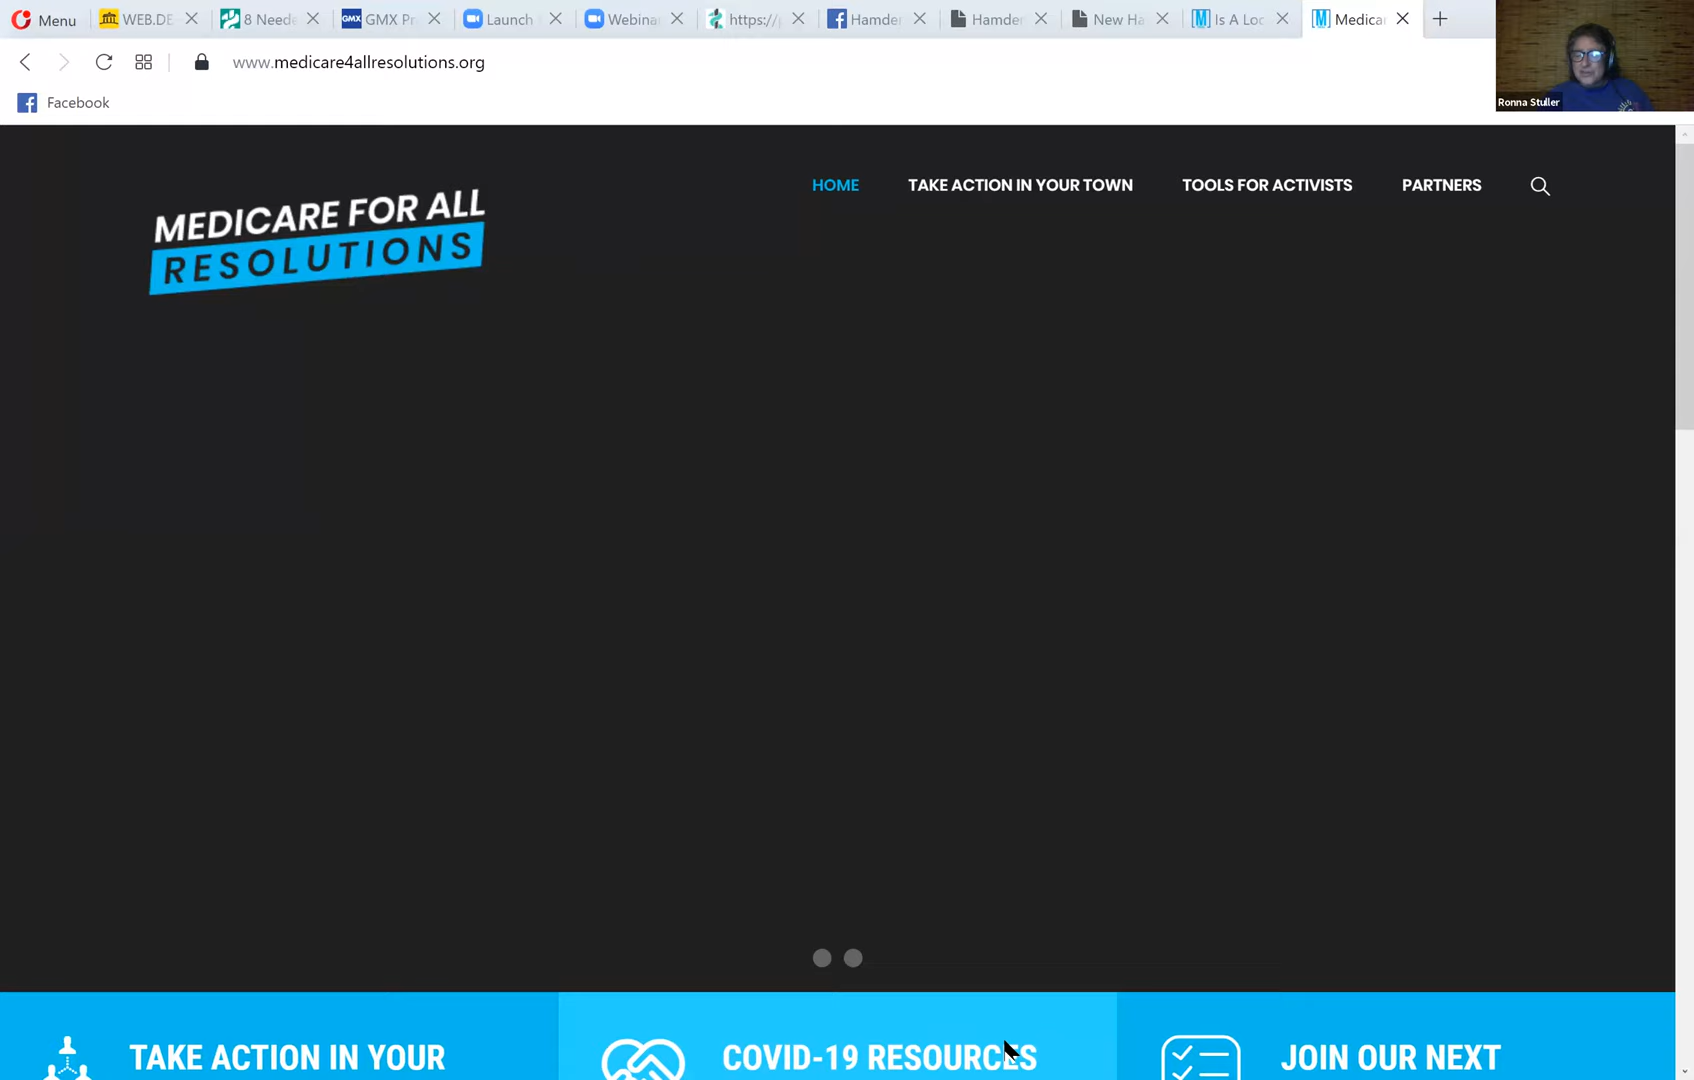 Menu
WEB.DE
8 Neede
GMX Pr
Launch
Webina
https://
Hamde
Hamde
New Ha
Is A Loc
Medica
www.medicare4allresolutions.org
Facebook
Ronna Stuller
MEDICARE FOR ALL
RESOLUTIONS
HOME TAKE ACTION IN YOUR TOWN TOOLS FOR ACTIVISTS PARTNERS
TAKE ACTION IN YOUR
COVID-19 RESOURCES
JOIN OUR NEXT